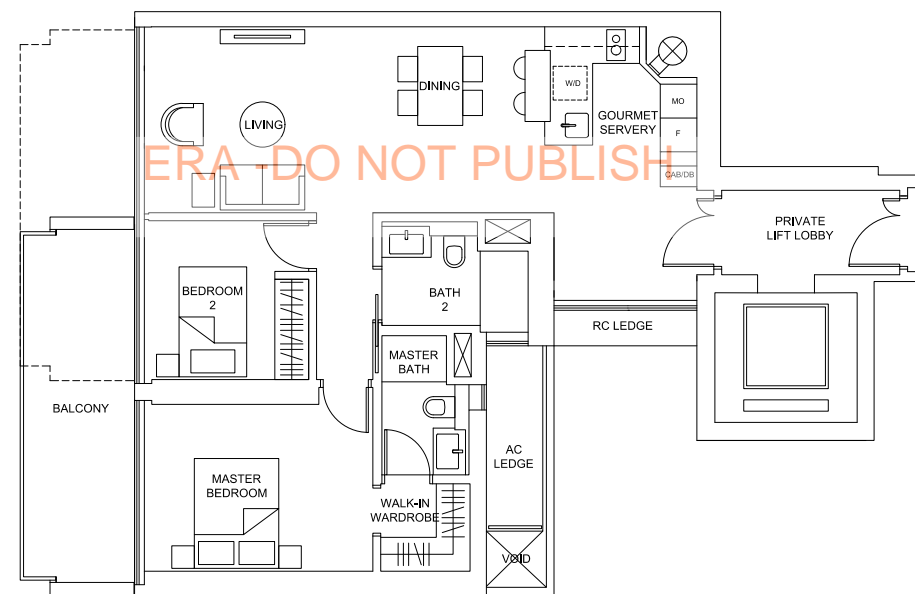 DINING
W/D
MO
LIVING
GOURMET
SERVERY
F
ERA -DO NOT PUBLISH
CAB/DB
PRIVATE
LIFT LOBBY
BEDROOM
2
BATH
2
RC LEDGE
MASTER
BATH
BALCONY
AC
LEDGE
MASTER
BEDROOM
WALK-IN
WARDROBE
VOID